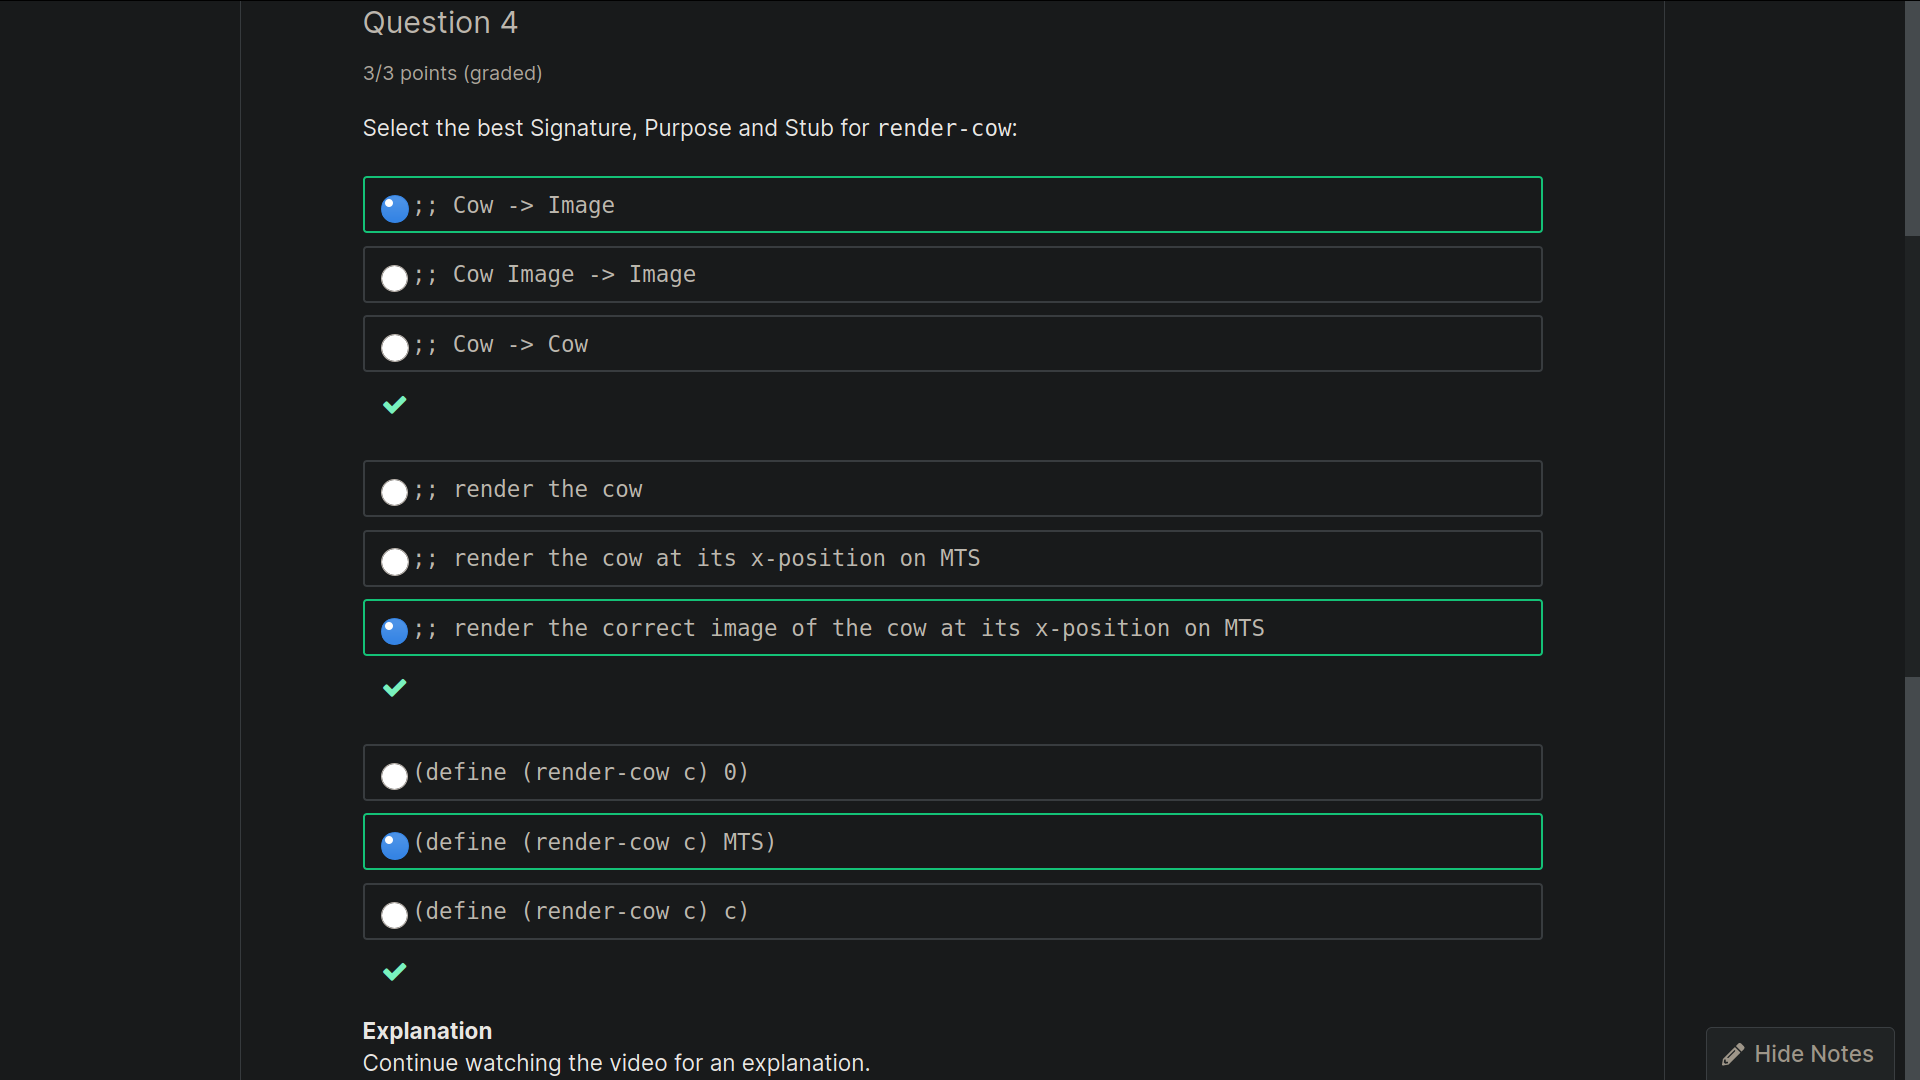 Question 4
3/3 points (graded)
Select the best Signature, Purpose and Stub for render-cow:
;; Cow -> Image
;; Cow Image -> Image
;; Cow -> Cow
;; render the cow
;; render the cow at its x-position on MTS
;; render the correct image of the cow at its x-position on MTS
(define (render-cow c) 0)
(define (render-cow c) MTS)
(define (render-cow c) c)
Explanation
Continue watching the video for an explanation.
Hide Notes